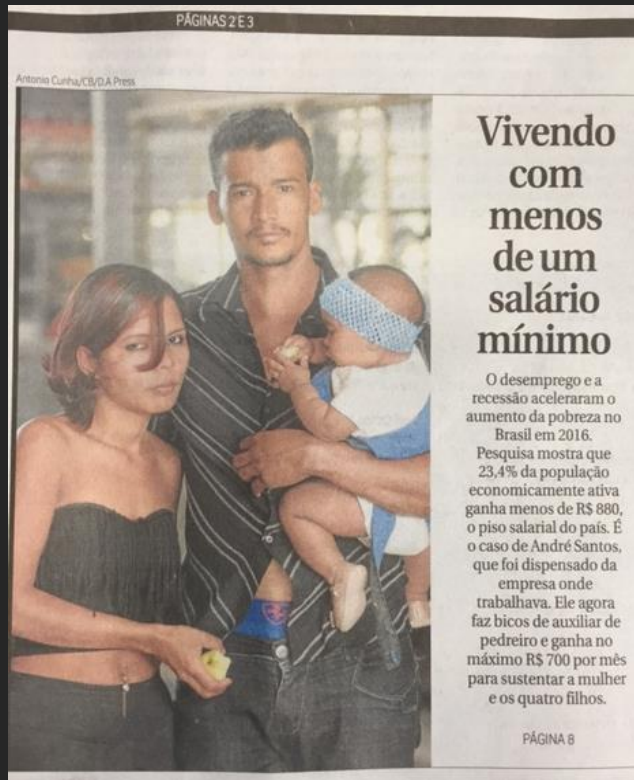 PÁGINAS 2 E 3
Antonio Cunha/CB/D.A Press
Vivendo
com
menos
de um
salário
mínimo
O desemprego e a
recessão aceleraram o
aumento da pobreza no
Brasil em 2016.
Pesquisa mostra que
23,4% da população
economicamente ativa
ganha menos de R$ 880,
o piso salarial do país. É
o caso de André Santos,
que foi dispensado da
empresa onde
trabalhava. Ele agora
faz bicos de auxiliar de
pedreiro e ganha no
máximo R$ 700 por mês
para sustentar a mulher
e os quatro filhos.
PÁGINA 8